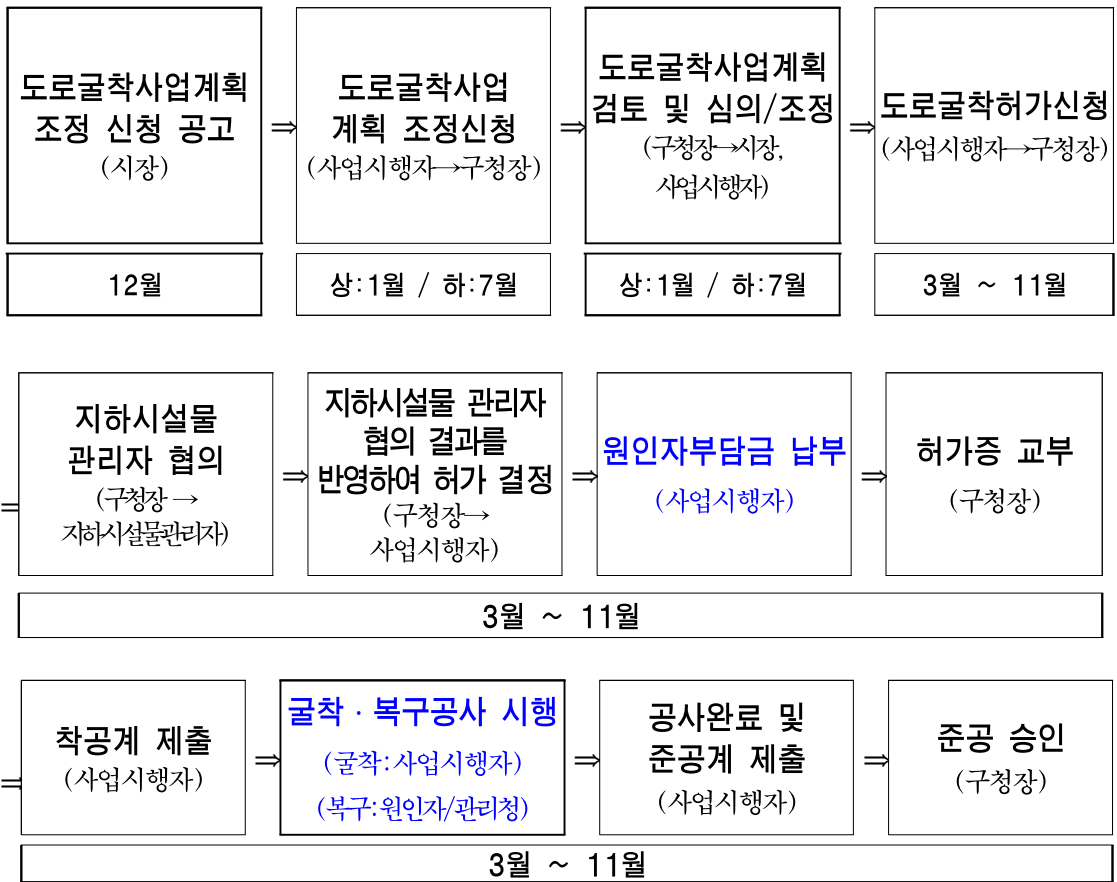 도로굴착사업계획
조정 신청 공고
(시장)
⇒
도로굴착사업
계획 조정신청
(사업시행자→구청장)
⇒
도로굴착사업계획
검토 및 심의/조정
(구청장→시장,
사업시행자)
⇒
도로굴착허가신청
(사업시행자→구청장)
12월
상:1월 / 하:7월
상:1월 / 하:7월
3월 ~ 11월
지하시설물
관리자 협의
(구청장 →
지하시설물관리자)
⇒
지하시설물 관리자
협의 결과를
반영하여 허가 결정
(구청장→
사업시행자)
⇒
원인자부담금 납부
(사업시행자)
⇒
허가증 교부
(구청장)
3월 ~ 11월
착공계 제출
(사업시행자)
⇒
굴착·복구공사 시행
(굴착:사업시행자)
(복구:원인자/관리청)
⇒
공사완료 및
준공계 제출
(사업시행자)
⇒
준공 승인
(구청장)
3월 ~ 11월